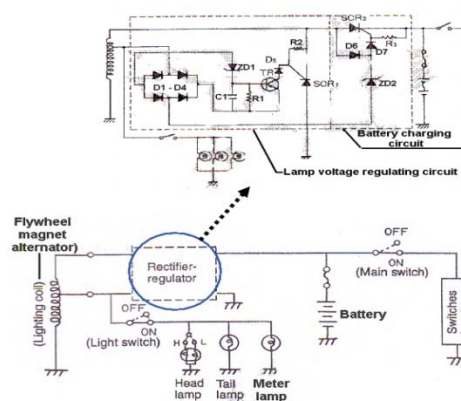 SCR₂
R2
D6
D7
R3
D5
ZD1
TR
D1 - D4
C1
R1
SCR₁
ZD2
Battery charging
circuit
Lamp voltage regulating circuit
Flywheel
magnet
alternator)
(Lighting coil)
Rectifier-
regulator
OFF
ON
(Main switch)
OFF
ON
(Light switch)
H
L
Head
lamp
Tail
lamp
Meter
lamp
Battery
Switches